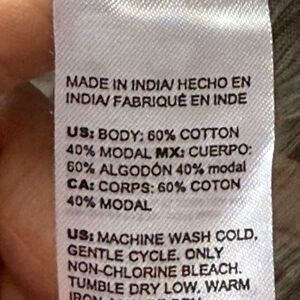 MADE IN INDIA/ HECHO EN
INDIA/ FABRIQUÉ EN INDE
US: BODY: 60% COTTON
40% MODAL MX: CUERPO:
60% ALGODÓN 40% modal
CA: CORPS: 60% COTON
40% MODAL
US: MACHINE WASH COLD,
GENTLE CYCLE. ONLY
NON-CHLORINE BLEACH.
TUMBLE DRY LOW, WARM